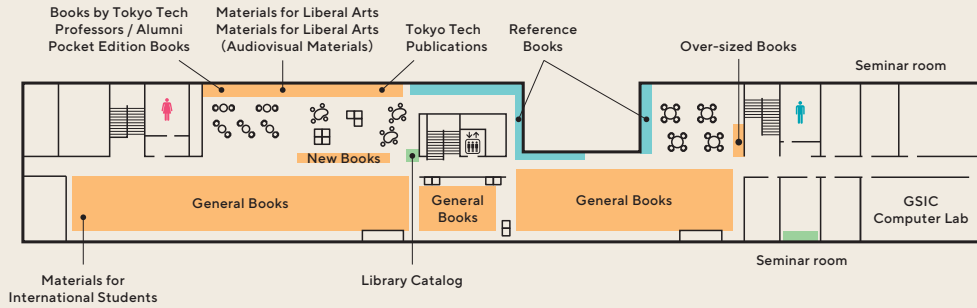 Books by Tokyo Tech
Professors / Alumni
Pocket Edition Books
Materials for Liberal Arts
Materials for Liberal Arts
(Audiovisual Materials)
Tokyo Tech
Publications
Reference
Books
Over-sized Books
Seminar room
New Books
General Books
General
Books
General Books
GSIC
Computer Lab
Materials for
International Students
Library Catalog
Seminar room